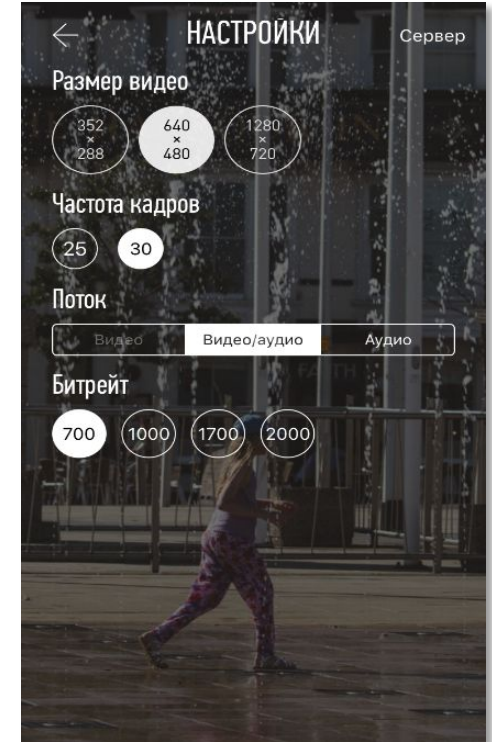 НАСТРОЙКИ
Сервер
Размер видео
352
×
288
640
×
480
1280
×
720
Частота кадров
25
30
Поток
Видео
Видео/аудио
Аудио
Битрейт
700
1000
1700
2000
FAITH